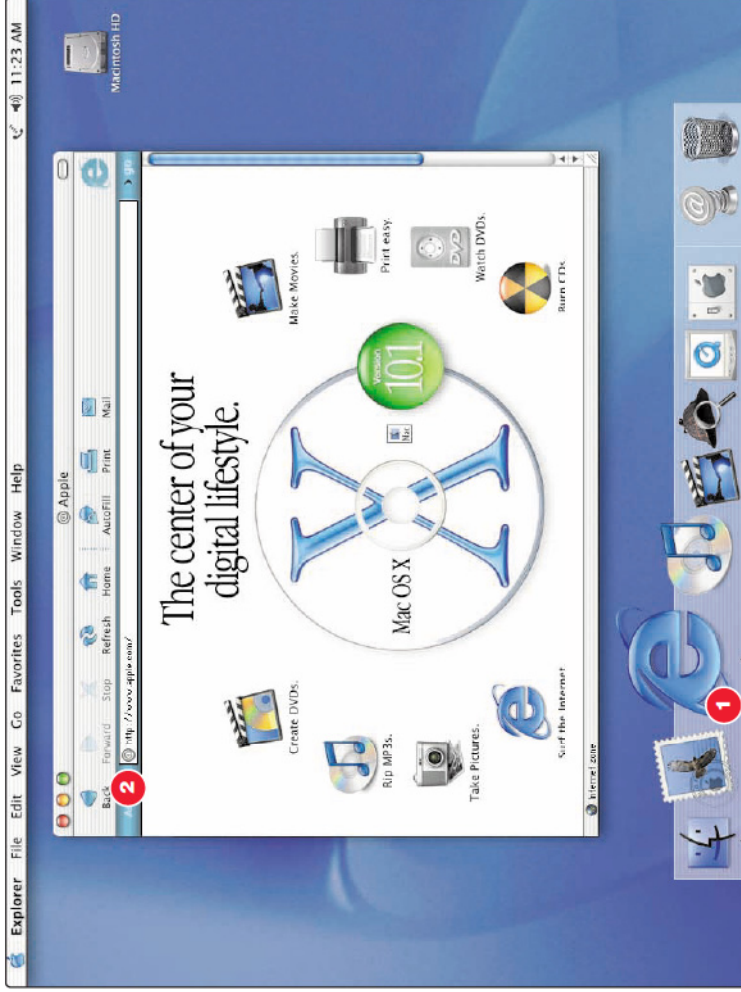 Explorer File Edit View Go Favorites Tools Window Help 11:23 AM
Macintosh HD
@ Apple
Back Forward Stop Refresh Home AutoFill Print Mail
2
@ http://www.apple.com/
go
The center of your
digital lifestyle.
Create DVDs.
Make Movies.
Rip MP3s.
Print easy.
Take Pictures.
Mac OS X
X
Mac
Version
10.1
DVD
Watch DVDs.
Surf the Internet
Burn CDs
Internet zone
1
@